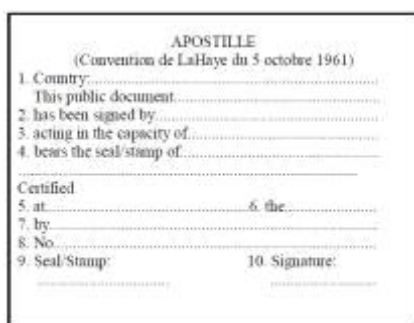 APOSTILLE
(Convention de LaHaye du 5 octobre 1961)
1. Country:..........
This public document..........
2. has been signed by..........
3. acting in the capacity of..........
4. bears the seal/stamp of..........
..........
Certified
5. at.......... 6. the..........
7. by..........
8. No..........
9. Seal/Stamp: 10. Signature:
.......... ..........